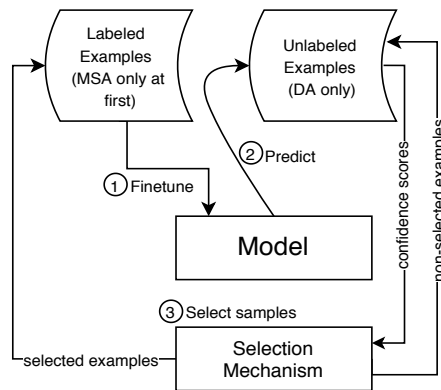 Labeled
Examples
(MSA only at
first)
Unlabeled
Examples
(DA only)
2 Predict
1 Finetune
Model
confidence scores
non-selected examples
3 Select samples
selected examples
Selection
Mechanism